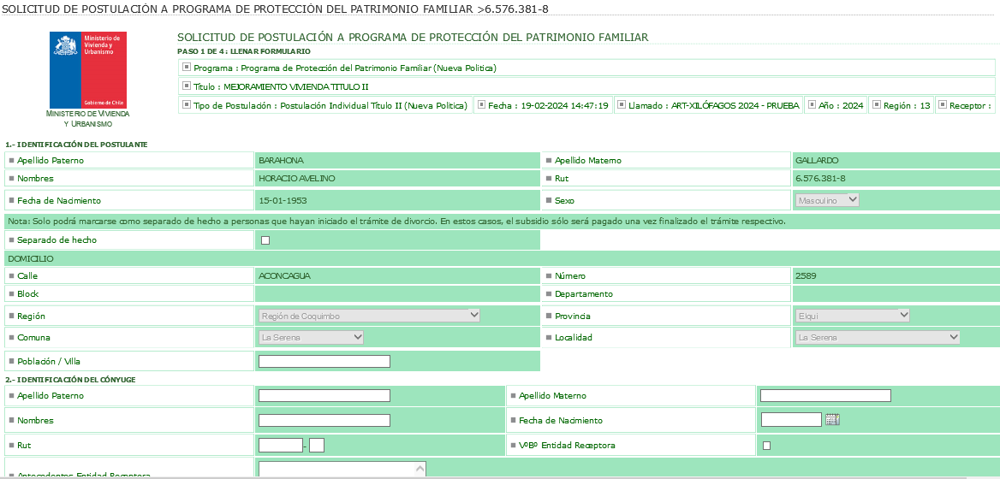 SOLICITUD DE POSTULACIÓN A PROGRAMA DE PROTECCIÓN DEL PATRIMONIO FAMILIAR >6.576.381-8
Ministerio de
Vivienda y
Urbanismo
Gobierno de Chile
MINISTERIO DE VIVIENDA
Y URBANISMO
SOLICITUD DE POSTULACIÓN A PROGRAMA DE PROTECCIÓN DEL PATRIMONIO FAMILIAR
PASO 1 DE 4 : LLENAR FORMULARIO
Programa : Programa de Protección del Patrimonio Familiar (Nueva Politica)
Título : MEJORAMIENTO VIVIENDA TITULO II
Tipo de Postulación : Postulación Individual Título II (Nueva Politica) Fecha : 19-02-2024 14:47:19 Llamado : ART-XILÓFAGOS 2024 - PRUEBA Año : 2024 Región : 13 Receptor :
1.- IDENTIFICACIÓN DEL POSTULANTE
Apellido Paterno BARAHONA Apellido Materno GALLARDO
Nombres HORACIO AVELINO Rut 6.576.381-8
Fecha de Nacimiento 15-01-1953 Sexo Masculino
Nota: Solo podrá marcarse como separado de hecho a personas que hayan iniciado el trámite de divorcio. En estos casos, el subsidio sólo será pagado una vez finalizado el trámite respectivo.
Separado de hecho
DOMICILIO
Calle ACONCAGUA Número 2589
Block Departamento
Región Región de Coquimbo Provincia Elqui
Comuna La Serena Localidad La Serena
Población / Villa
2.- IDENTIFICACIÓN DEL CÓNYUGE
Apellido Paterno Apellido Materno
Nombres Fecha de Nacimiento
Rut - VºBº Entidad Receptora
Antecedentes Entidad Receptora